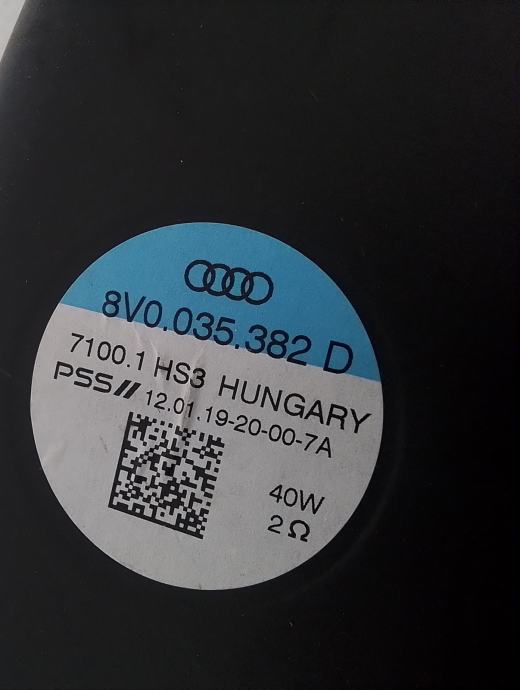 8V0.035.382 D
7100.1 HS3 HUNGARY
PSS// 12.01.19-20-00-7A
40W
2 Ω